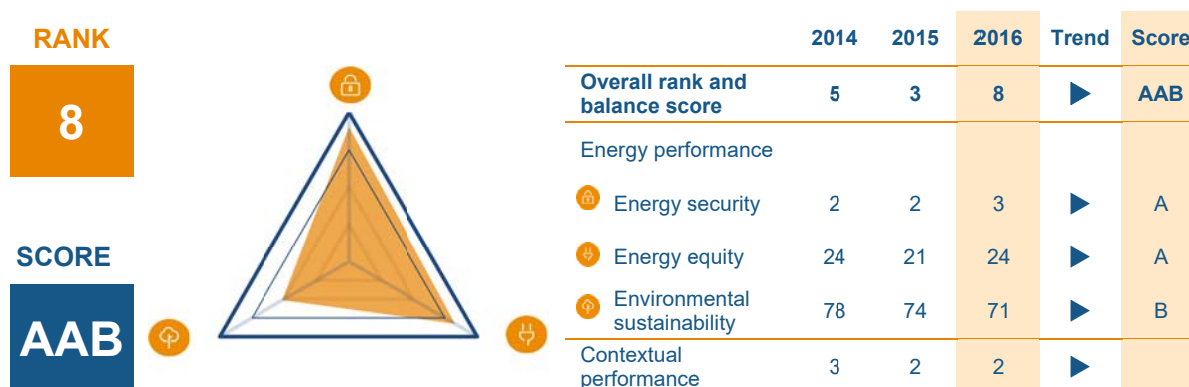 RANK
8
SCORE
AAB
2014 2015 2016 Trend Score
Overall rank and
balance score 5 3 8 AAB
Energy performance
Energy security 2 2 3 A
Energy equity 24 21 24 A
Environmental
sustainability 78 74 71 B
Contextual
performance 3 2 2